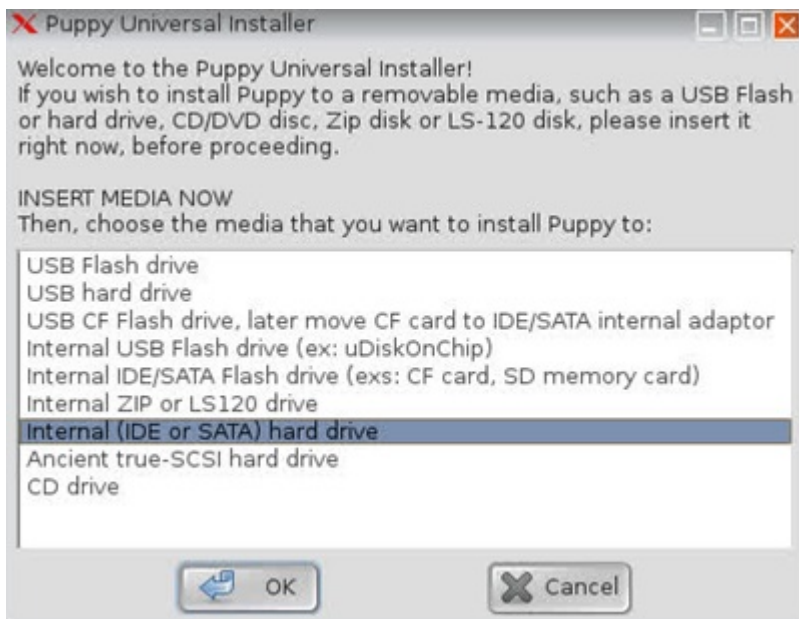 Puppy Universal Installer
Welcome to the Puppy Universal Installer!
If you wish to install Puppy to a removable media, such as a USB Flash
or hard drive, CD/DVD disc, Zip disk or LS-120 disk, please insert it
right now, before proceeding.
INSERT MEDIA NOW
Then, choose the media that you want to install Puppy to:
USB Flash drive
USB hard drive
USB CF Flash drive, later move CF card to IDE/SATA internal adaptor
Internal USB Flash drive (ex: uDiskOnChip)
Internal IDE/SATA Flash drive (exs: CF card, SD memory card)
Internal ZIP or LS120 drive
Internal (IDE or SATA) hard drive
Ancient true-SCSI hard drive
CD drive
OK Cancel